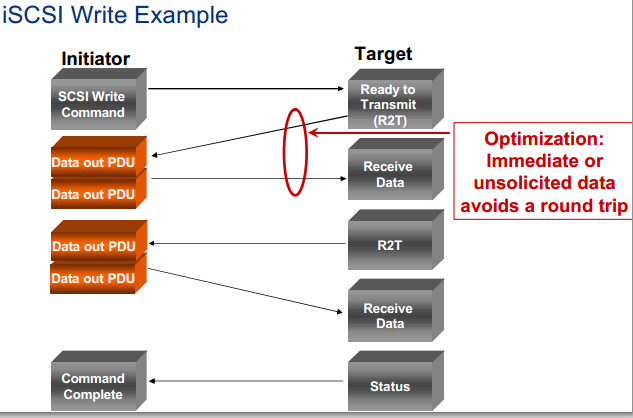 iSCSI Write Example
Initiator
Target
SCSI Write
Command
Ready to
Transmit
(R2T)
Optimization:
Immediate or
unsolicited data
avoids a round trip
Data out PDU
Data out PDU
Receive
Data
Data out PDU
Data out PDU
R2T
Receive
Data
Command
Complete
Status